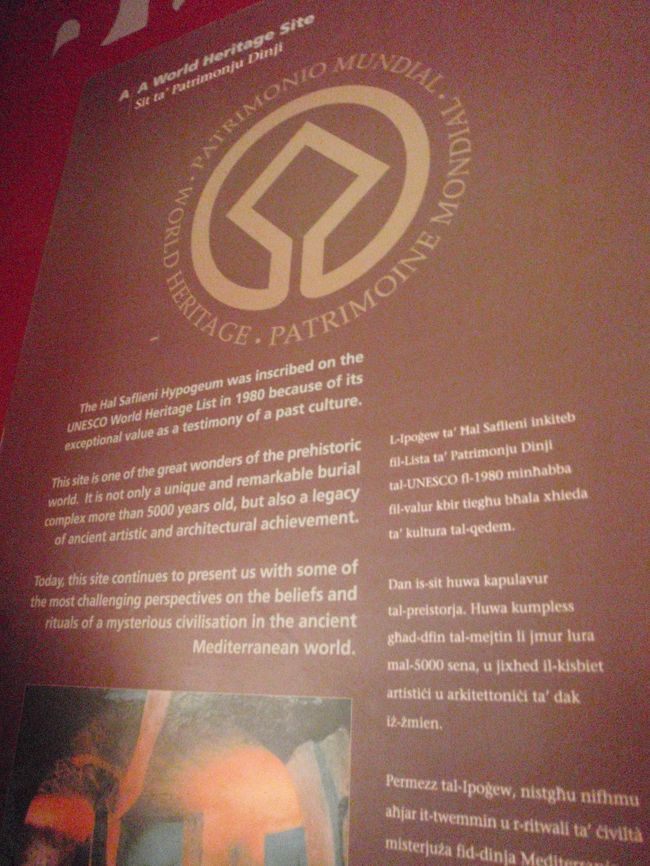 A A World Heritage Site
Sit ta' Patrimonju Dinji
WORLD HERITAGE · PATRIMOINE MONDIAL · PATRIMONIO MUNDIAL ·
The Hal Saflieni Hypogeum was inscribed on the
UNESCO World Heritage List in 1980 because of its
exceptional value as a testimony of a past culture.
This site is one of the great wonders of the prehistoric
world. It is not only a unique and remarkable burial
complex more than 5000 years old, but also a legacy
of ancient artistic and architectural achievement.
Today, this site continues to present us with some of
the most challenging perspectives on the beliefs and
rituals of a mysterious civilisation in the ancient
Mediterranean world.
L-Ipoġew ta' Ħal Saflieni inkiteb
fil-Lista ta' Patrimonju Dinji
tal-UNESCO fl-1980 minħabba
fil-valur kbir tiegħu bħala xhieda
ta' kultura tal-qedem.
Dan is-sit huwa kapulavur
tal-preistorja. Huwa kumpless
għad-dfin tal-mejtin li jmur lura
mal-5000 sena, u jixhed il-kisbiet
artistiċi u arkitettoniċi ta' dak
iż-żmien.
Permezz tal-Ipoġew, nistgħu nifhmu
aħjar it-twemmin u r-ritwali ta' ċiviltà
misterjuża fid-dinja